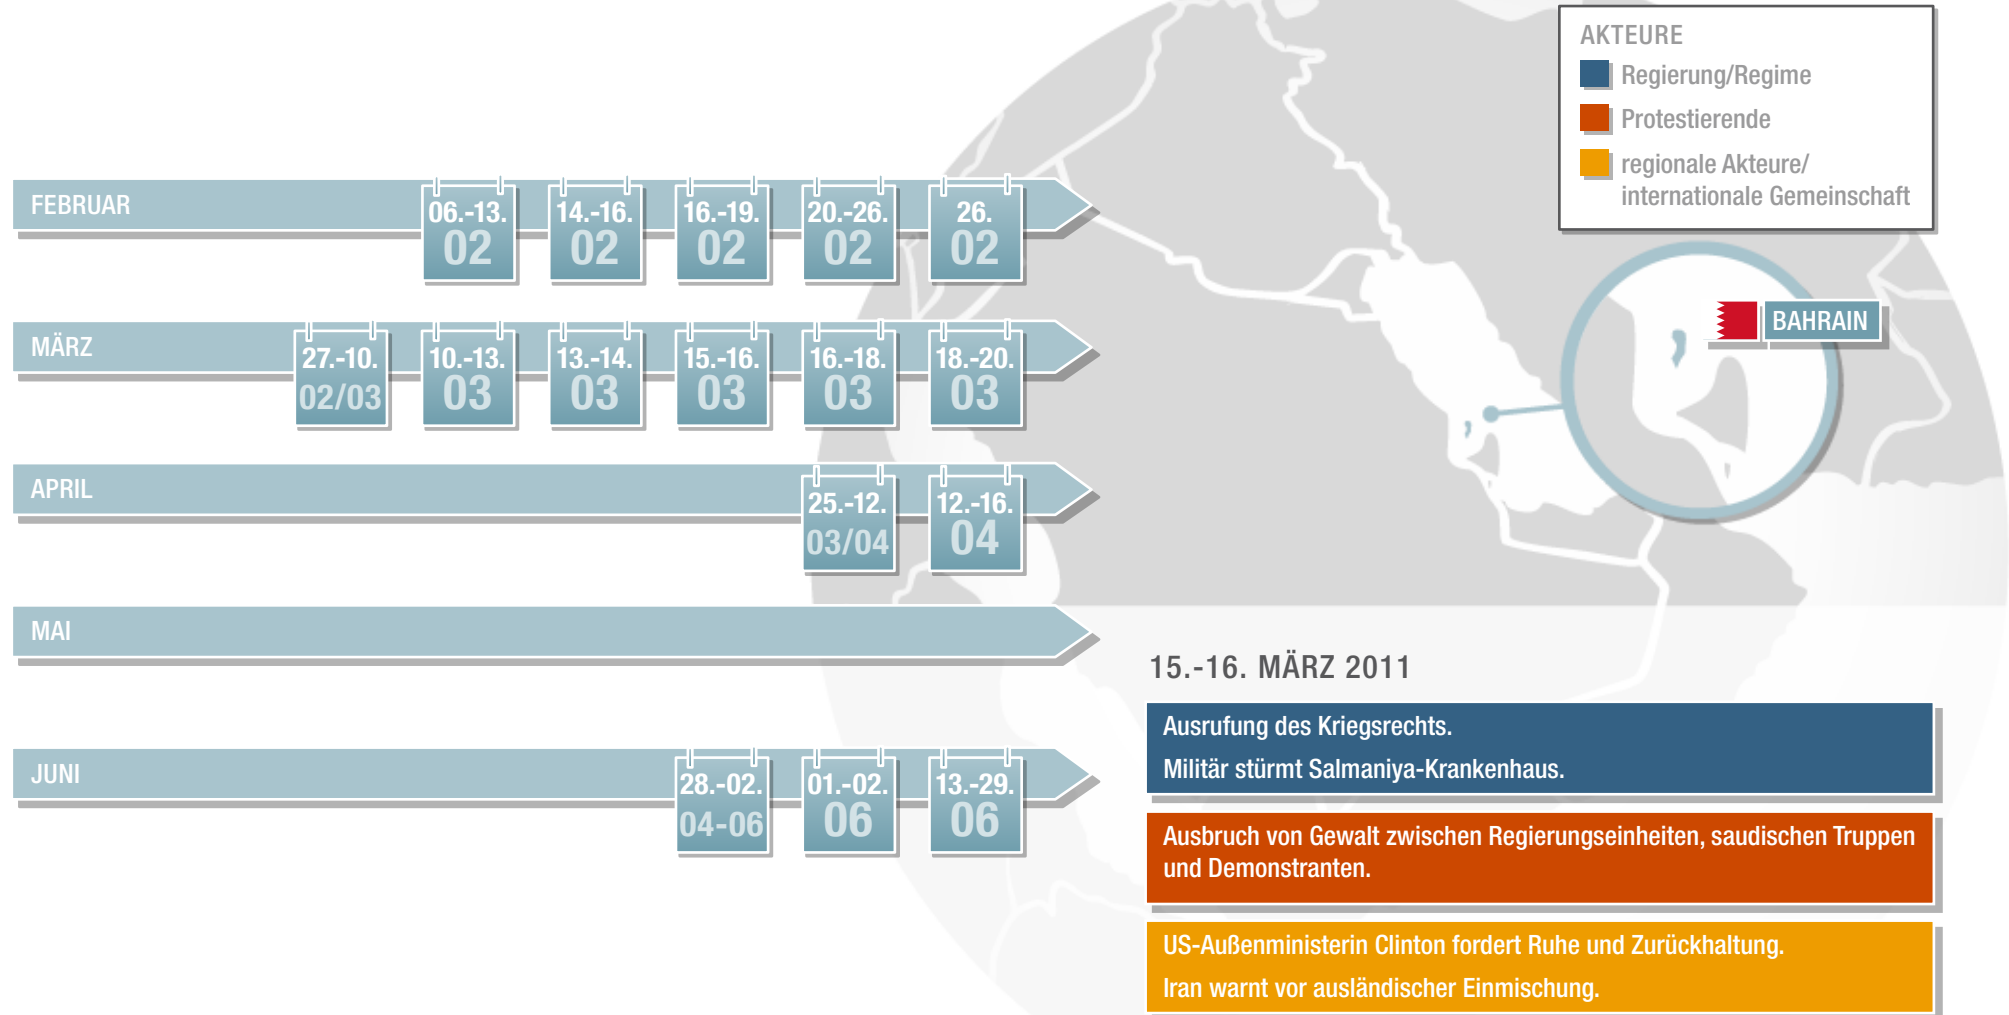 AKTEURE
Regierung/Regime
Protestierende
regionale Akteure/
internationale Gemeinschaft
FEBRUAR
06.-13.
02
14.-16.
02
16.-19.
02
20.-26.
02
26.
02
MÄRZ
27.-10.
02/03
10.-13.
03
13.-14.
03
15.-16.
03
16.-18.
03
18.-20.
03
BAHRAIN
APRIL
25.-12.
03/04
12.-16.
04
MAI
JUNI
28.-02.
04-06
01.-02.
06
13.-29.
06
15.-16. MÄRZ 2011
Ausrufung des Kriegsrechts.
Militär stürmt Salmaniya-Krankenhaus.
Ausbruch von Gewalt zwischen Regierungseinheiten, saudischen Truppen
und Demonstranten.
US-Außenministerin Clinton fordert Ruhe und Zurückhaltung.
Iran warnt vor ausländischer Einmischung.